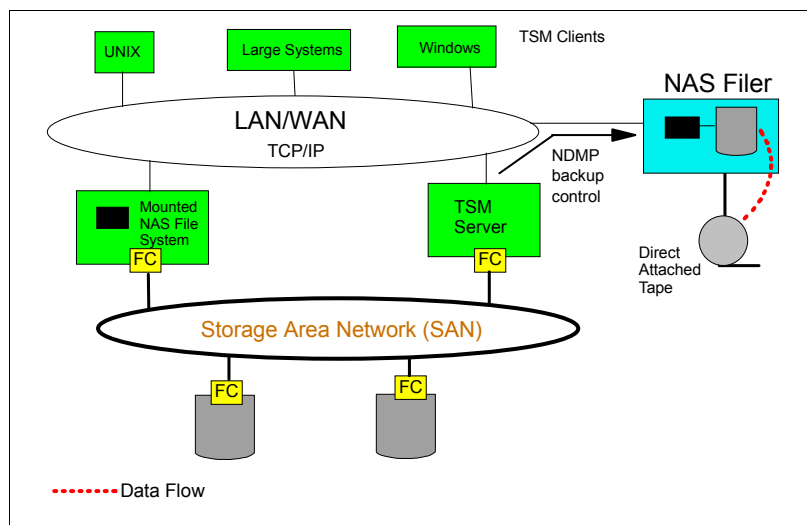 UNIX
Large Systems
Windows
TSM Clients
NAS Filer
LAN/WAN
TCP/IP
NDMP
backup
control
Mounted
NAS File
System
FC
TSM
Server
FC
Direct
Attached
Tape
Storage Area Network (SAN)
FC
FC
Data Flow